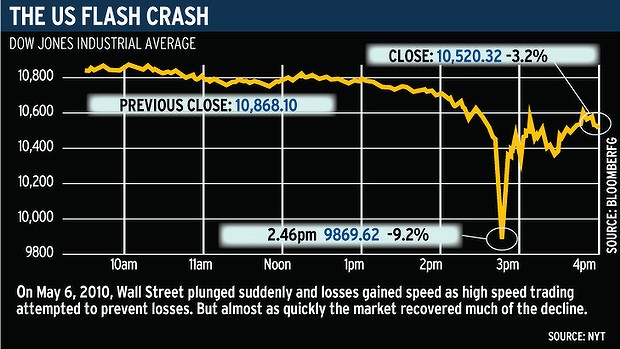 THE US FLASH CRASH
DOW JONES INDUSTRIAL AVERAGE
CLOSE: 10,520.32 -3.2%
10,800
PREVIOUS CLOSE: 10,868.10
10,600
10,400
10,200
10,000
2.46pm 9869.62 -9.2%
9800
10am 11am Noon 1pm 2pm 3pm 4pm
SOURCE: BLOOMBERFG
On May 6, 2010, Wall Street plunged suddenly and losses gained speed as high speed trading
attempted to prevent losses. But almost as quickly the market recovered much of the decline.
SOURCE: NYT